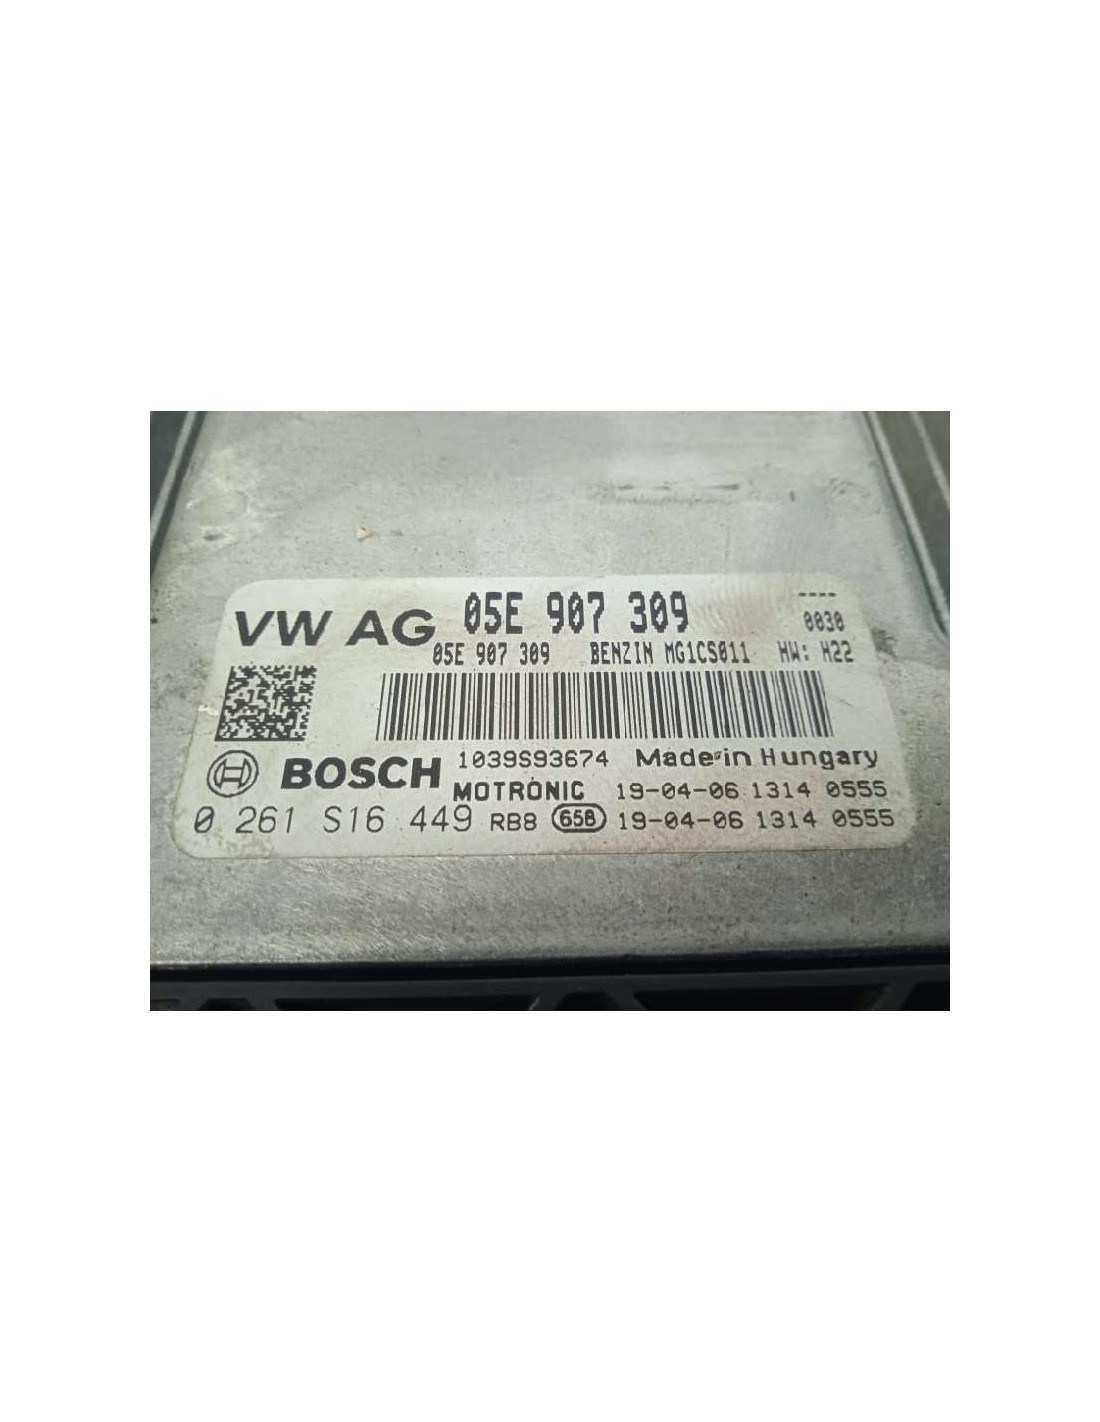 VW AG 05E 907 309 ----
0030
05E 907 309 BENZIN MG1CS011 HW: H22
BOSCH 1039S93674 Made in Hungary
MOTRONIC 19-04-06 1314 0555
0 261 S16 449 RB8 658 19-04-06 1314 0555